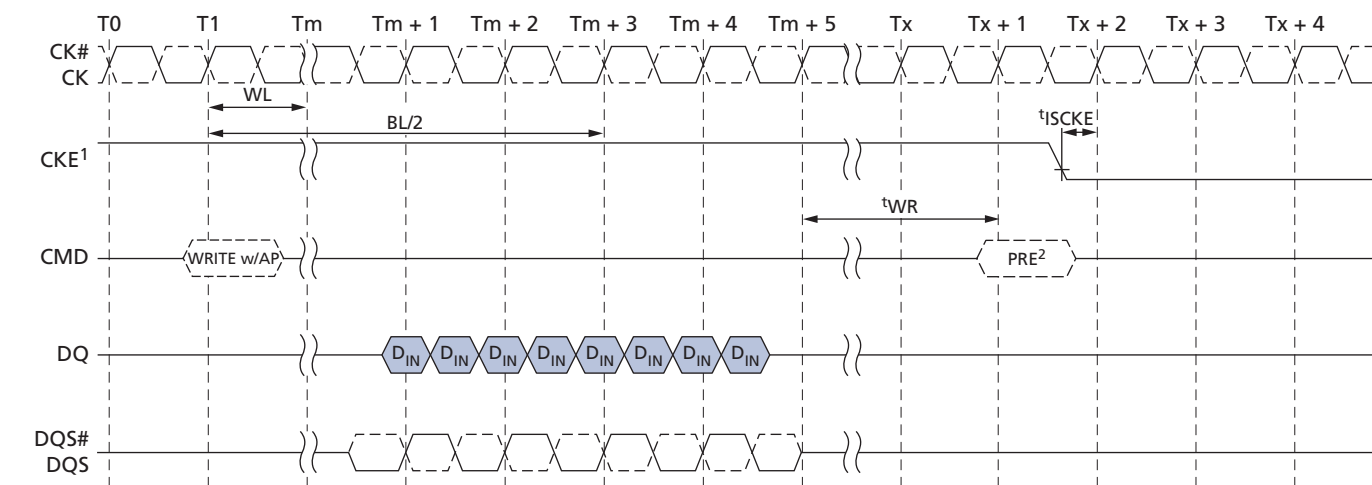 T0 T1 Tm Tm + 1 Tm + 2 Tm + 3 Tm + 4 Tm + 5 Tx Tx + 1 Tx + 2 Tx + 3 Tx + 4
CK#
CK
WL
BL/2
tISCKE
CKE1
tWR
CMD WRITE w/AP PRE2
DQ DIN DIN DIN DIN DIN DIN DIN DIN
DQS#
DQS